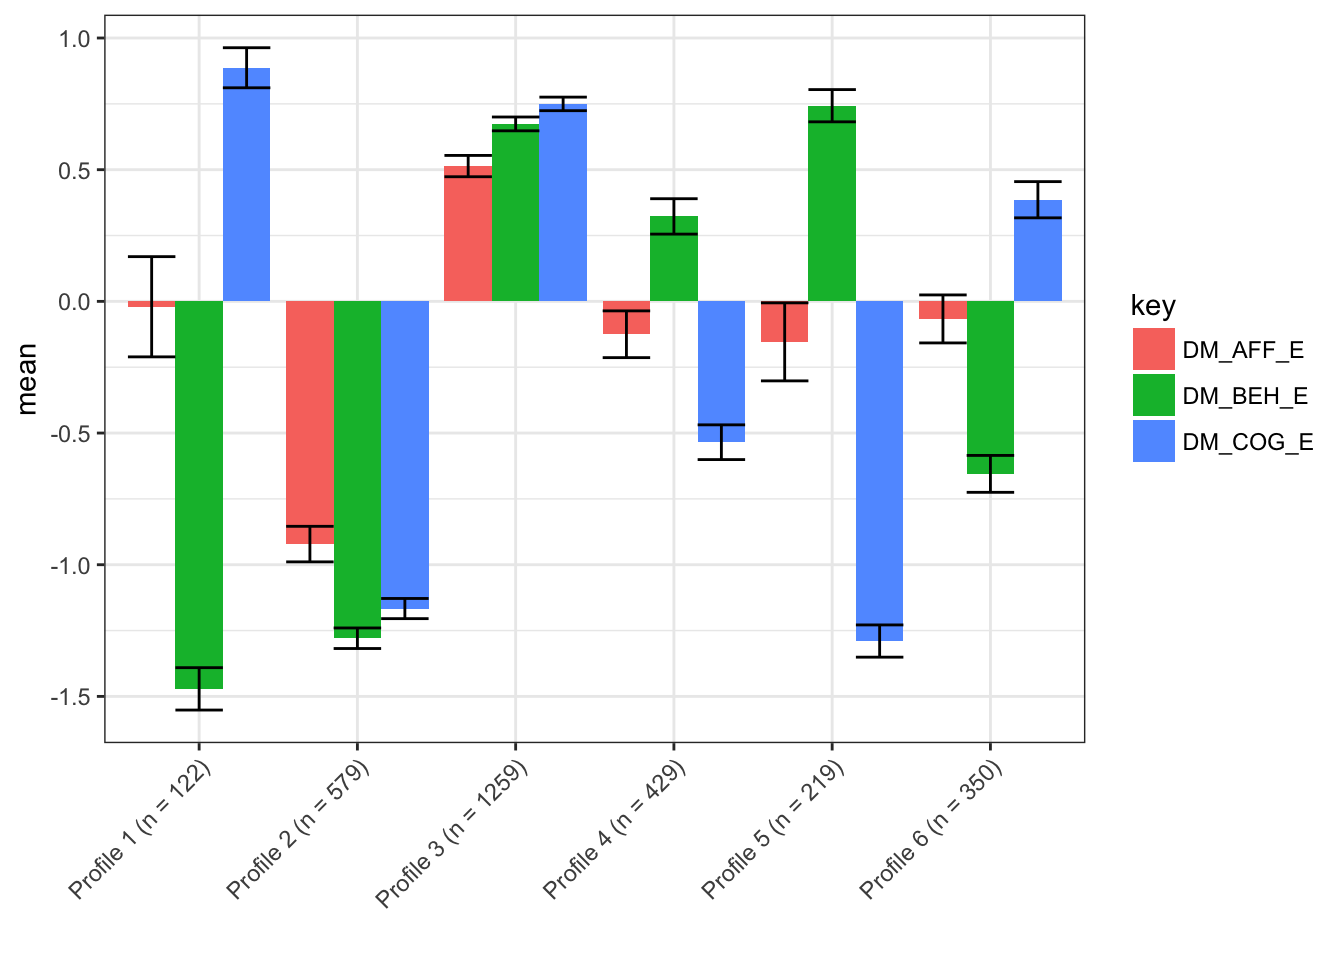 1.0
0.5
0.0
-0.5
-1.0
-1.5
mean
Profile 1 (n = 122)
Profile 2 (n = 579)
Profile 3 (n = 1259)
Profile 4 (n = 429)
Profile 5 (n = 219)
Profile 6 (n = 350)
key
DM_AFF_E
DM_BEH_E
DM_COG_E